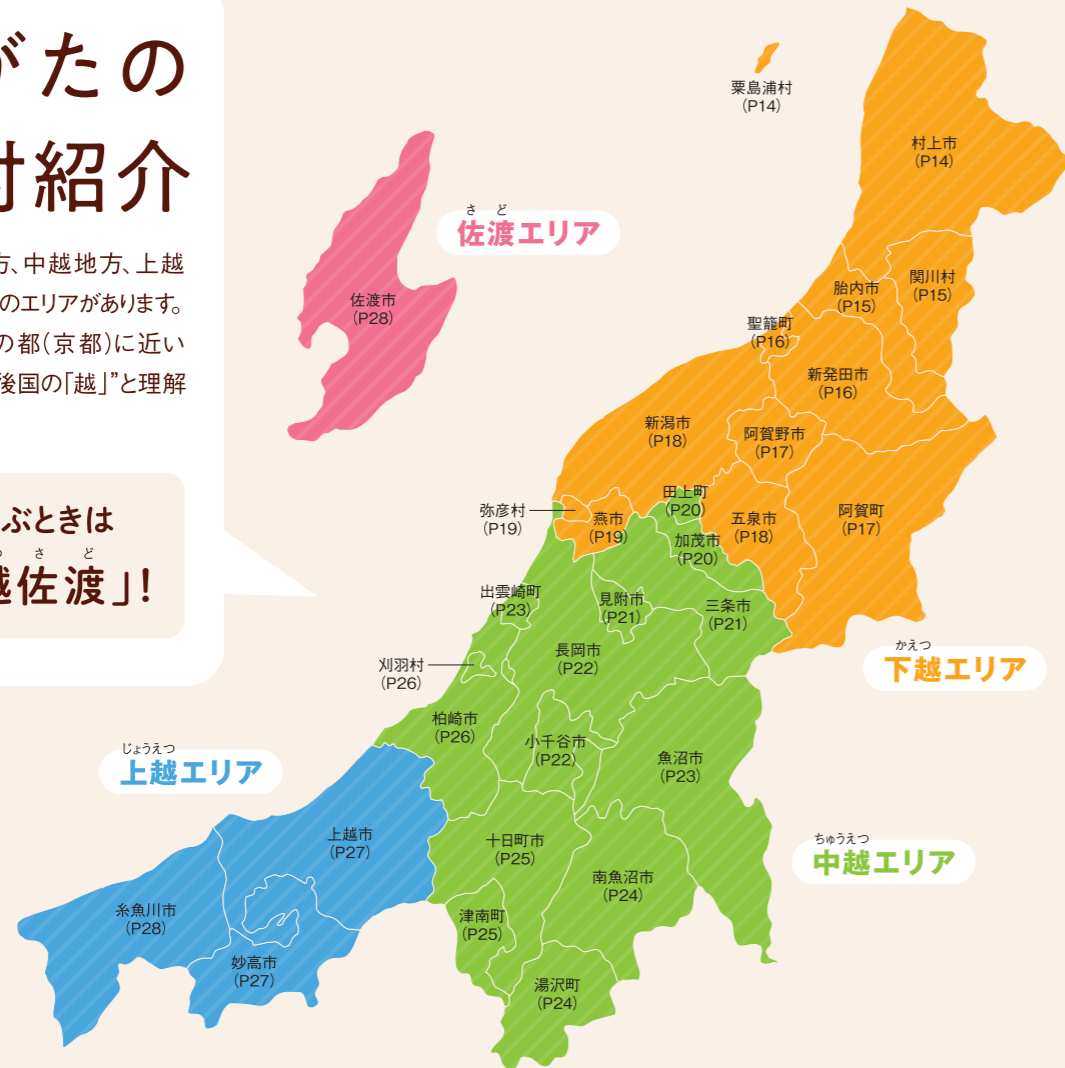 がたの
村紹介
方、中越地方、上越
のエリアがあります。
の都(京都)に近い
後国の「越」”と理解
ぶときは
さ ど
越佐渡」!
粟島浦村
(P14)
村上市
(P14)
さ ど
佐渡エリア
佐渡市
(P28)
関川村
(P15)
胎内市
(P15)
聖籠町
(P16)
新発田市
(P16)
新潟市
(P18)
阿賀野市
(P17)
田上町
(P20)
弥彦村
(P19)
燕市
(P19)
五泉市
(P18)
阿賀町
(P17)
加茂市
(P20)
出雲崎町
(P23)
見附市
(P21)
三条市
(P21)
長岡市
(P22)
かえつ
下越エリア
刈羽村
(P26)
柏崎市
(P26)
小千谷市
(P22)
魚沼市
(P23)
じょうえつ
上越エリア
上越市
(P27)
十日町市
(P25)
ちゅうえつ
中越エリア
南魚沼市
(P24)
糸魚川市
(P28)
津南町
(P25)
妙高市
(P27)
湯沢町
(P24)